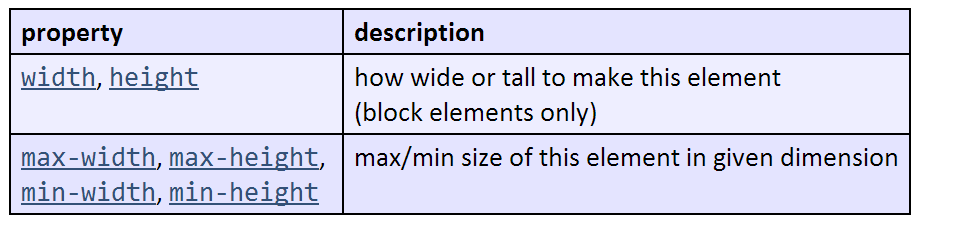 property description
width, height how wide or tall to make this element
(block elements only)
max-width, max-height, max/min size of this element in given dimension
min-width, min-height